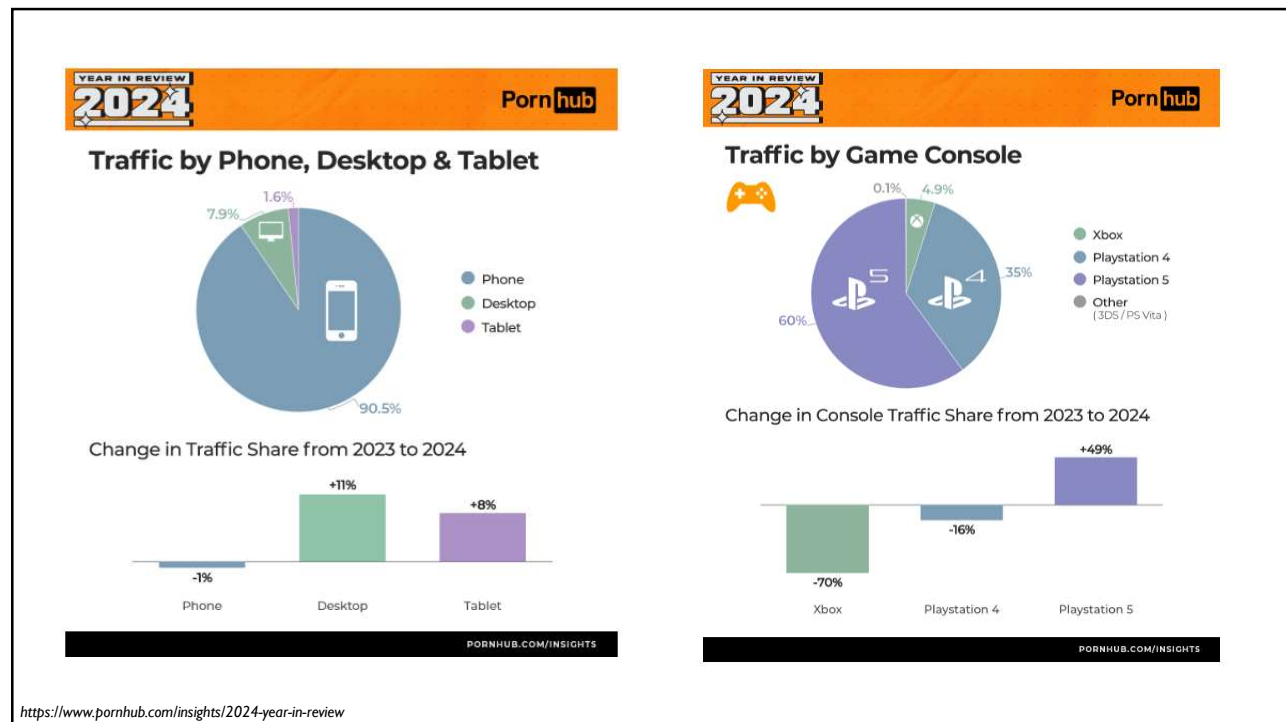 YEAR IN REVIEW
2024
Pornhub
Traffic by Phone, Desktop & Tablet
1.6%
7.9%
Phone
Desktop
Tablet
90.5%
Change in Traffic Share from 2023 to 2024
+11%
+8%
-1%
Phone
Desktop
Tablet
PORNHUB.COM/INSIGHTS
YEAR IN REVIEW
2024
Pornhub
Traffic by Game Console
0.1%
4.9%
Xbox
Playstation 4
Playstation 5
Other
(3DS / PS Vita)
5
4
35%
60%
Change in Console Traffic Share from 2023 to 2024
+49%
-16%
-70%
Xbox
Playstation 4
Playstation 5
PORNHUB.COM/INSIGHTS
https://www.pornhub.com/insights/2024-year-in-review